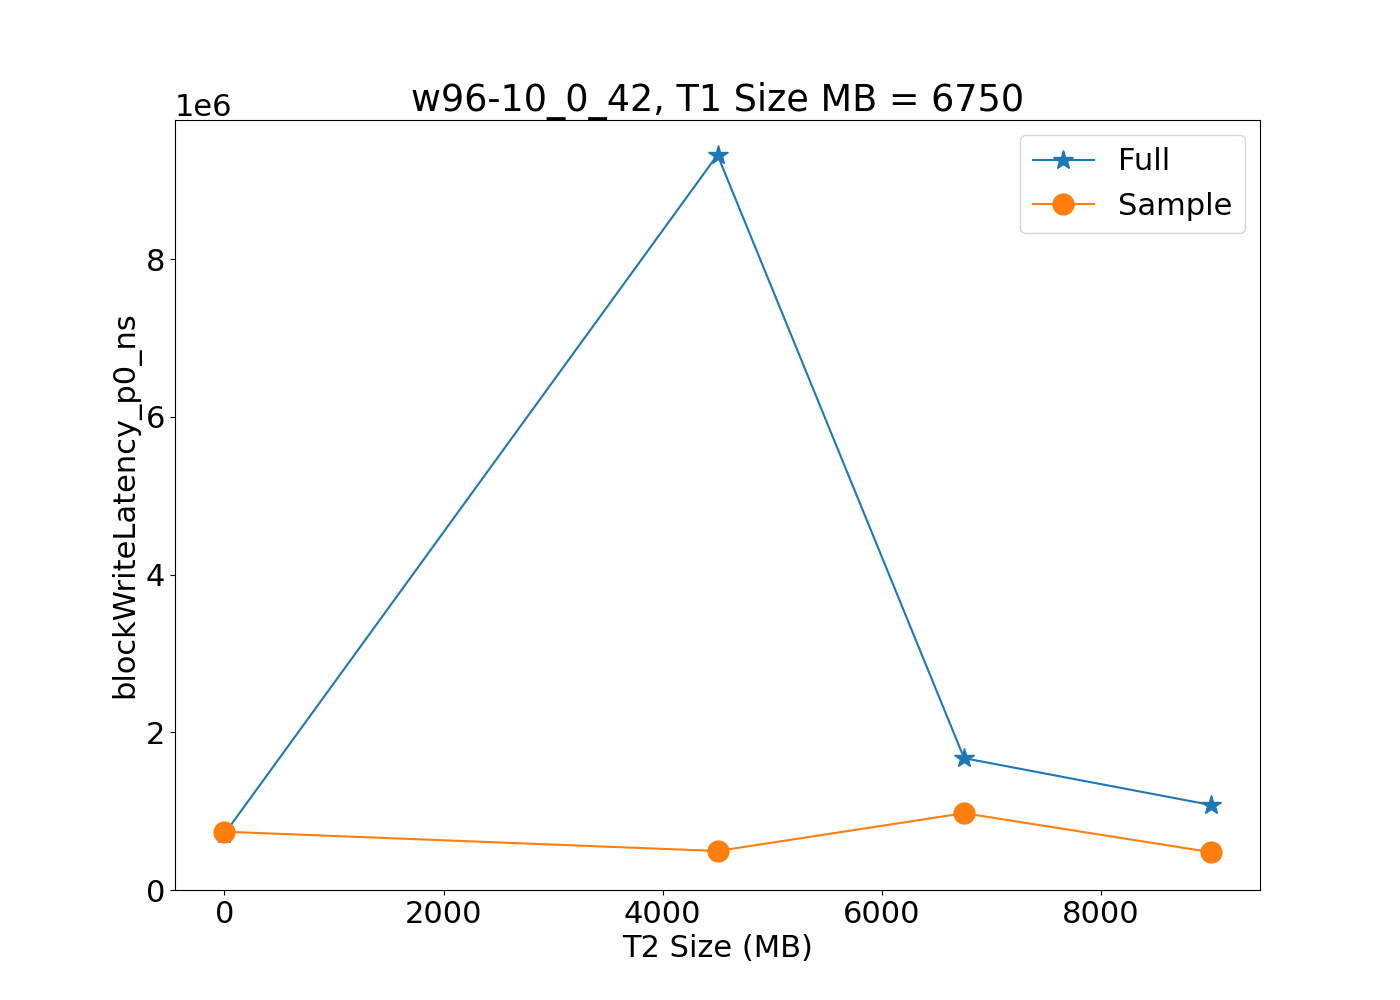 w96-10_0_42, T1 Size MB = 6750
1e6
Full
Sample
8
6
4
2
0
blockWriteLatency_p0_ns
0 2000 4000 6000 8000
T2 Size (MB)